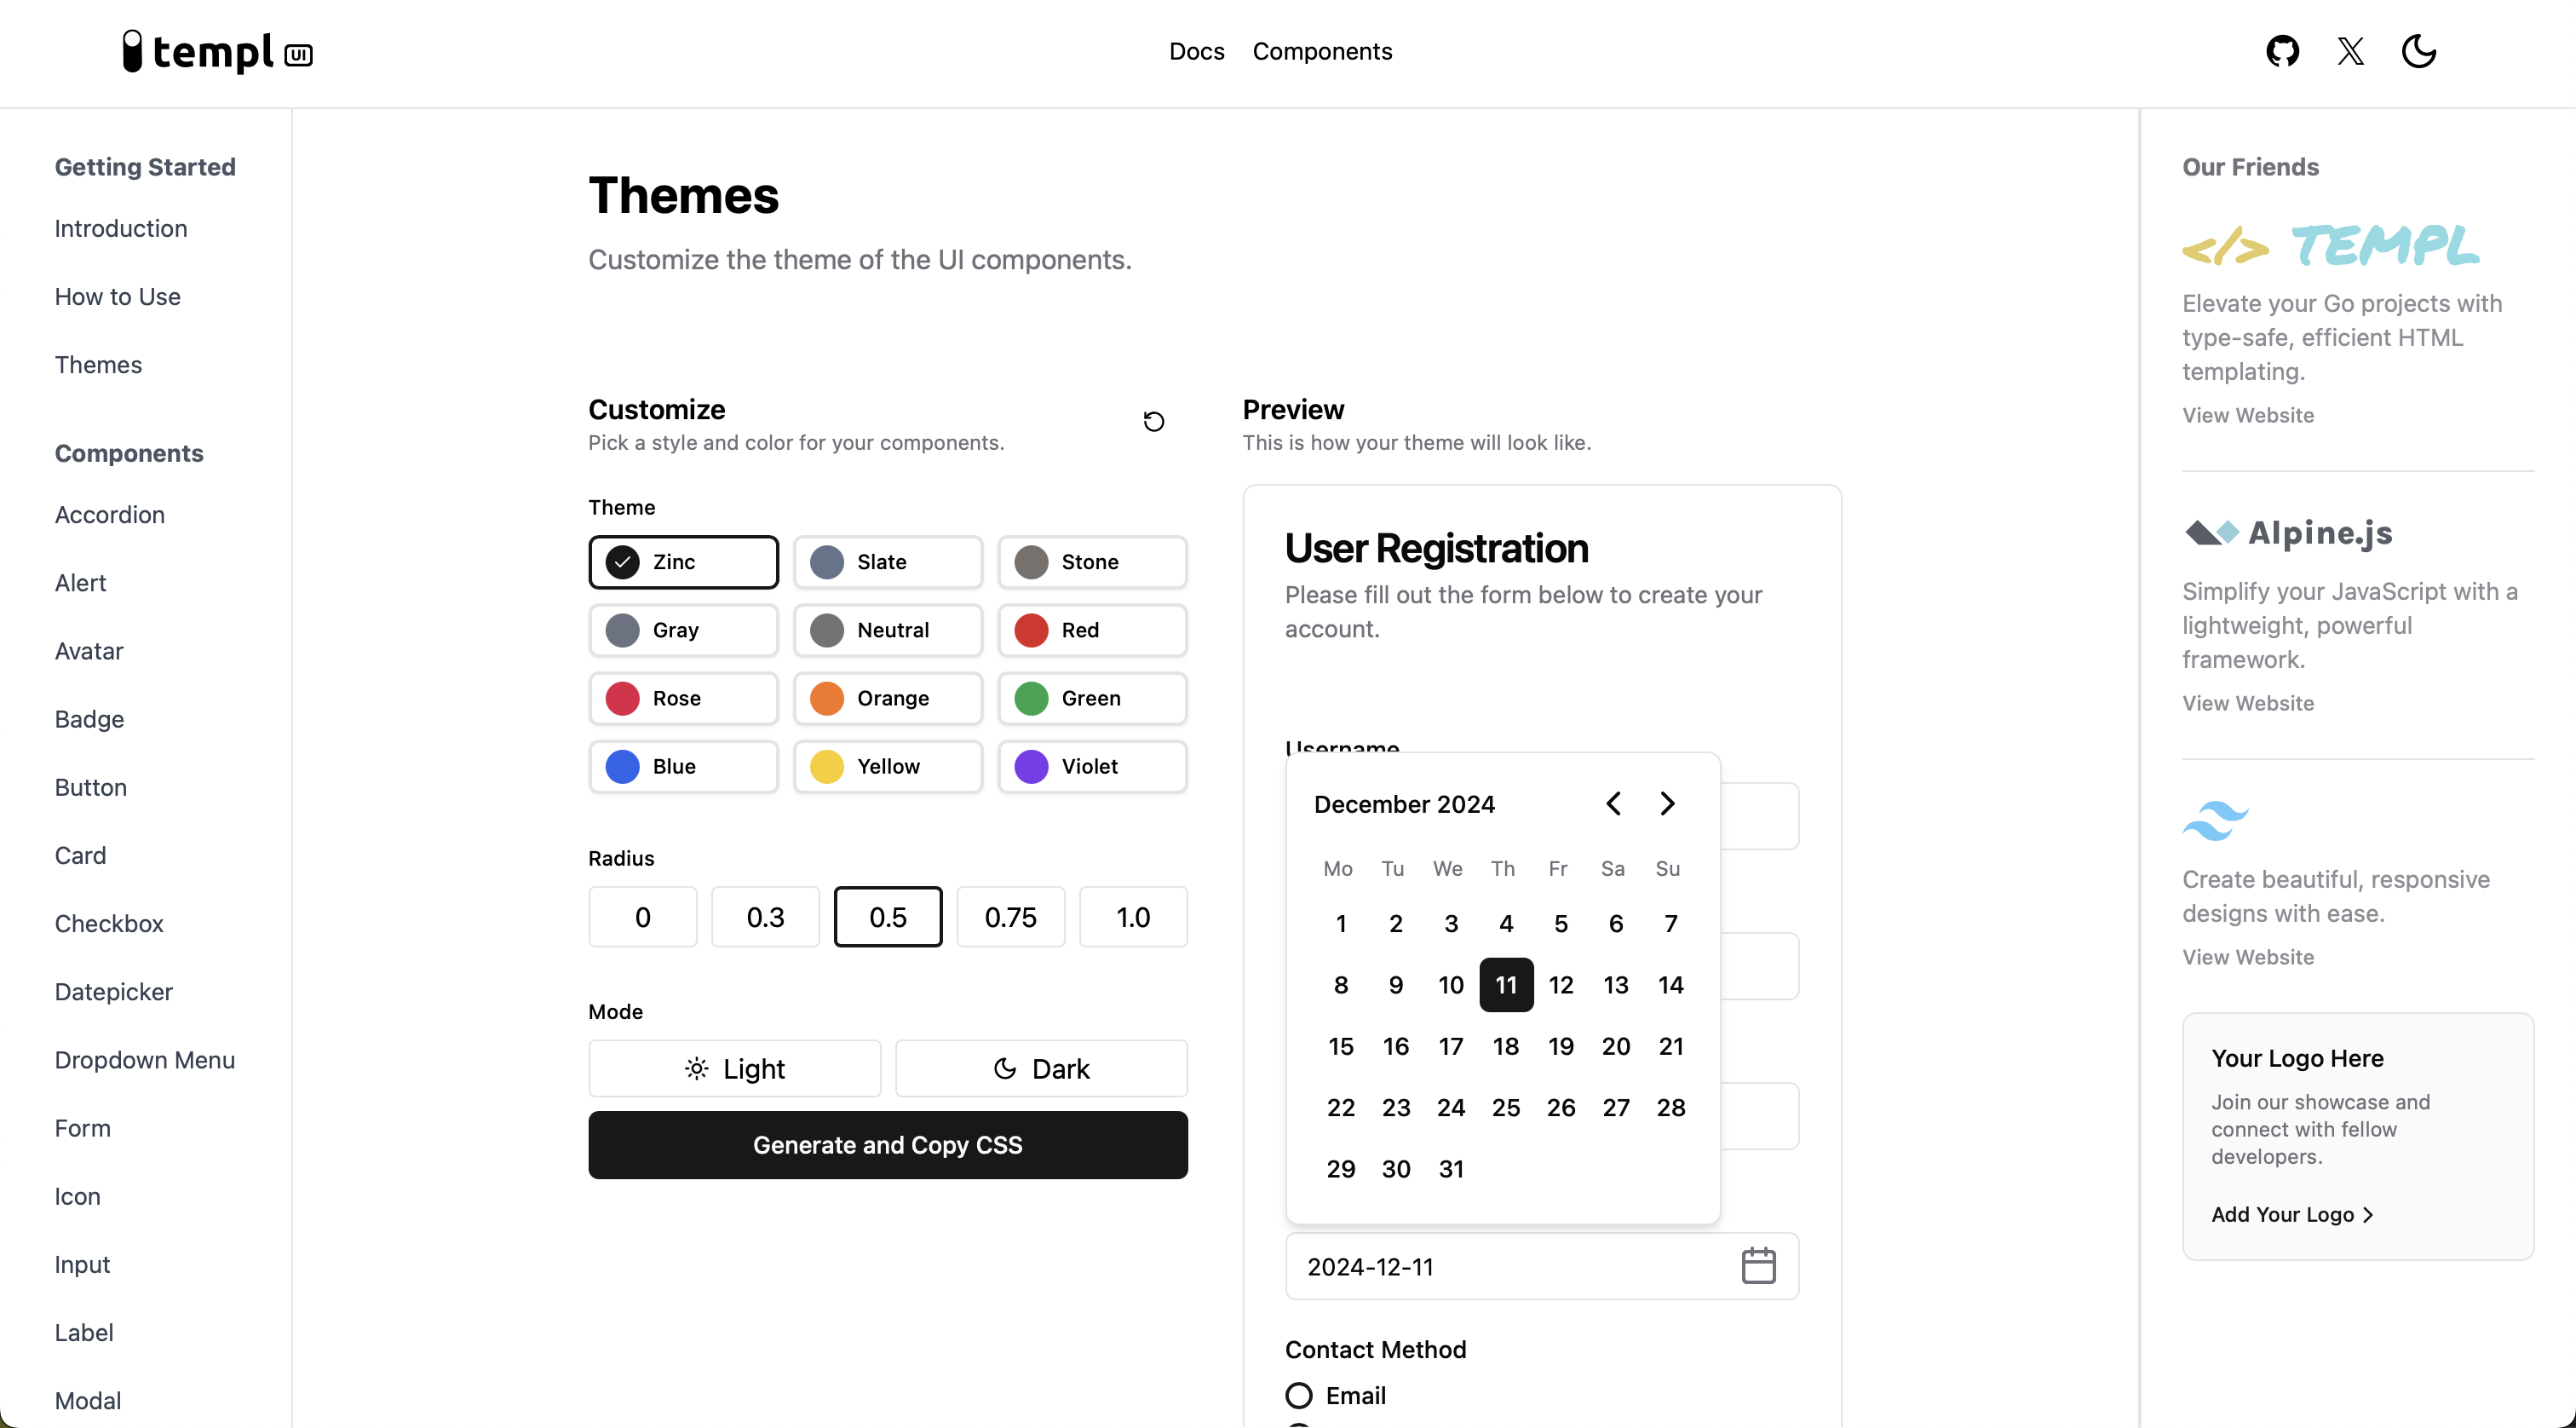 templ UI
Docs
Components
Getting Started
Introduction
How to Use
Themes
Components
Accordion
Alert
Avatar
Badge
Button
Card
Checkbox
Datepicker
Dropdown Menu
Form
Icon
Input
Label
Modal
Themes
Customize the theme of the UI components.
Customize
Pick a style and color for your components.
Theme
Zinc
Slate
Stone
Gray
Neutral
Red
Rose
Orange
Green
Blue
Yellow
Violet
Radius
0
0.3
0.5
0.75
1.0
Mode
Light
Dark
Generate and Copy CSS
Preview
This is how your theme will look like.
User Registration
Please fill out the form below to create your
account.
Username
December 2024
Mo Tu We Th Fr Sa Su
1 2 3 4 5 6 7
8 9 10 11 12 13 14
15 16 17 18 19 20 21
22 23 24 25 26 27 28
29 30 31
2024-12-11
Contact Method
Email
Our Friends
</> TEMPL
Elevate your Go projects with
type-safe, efficient HTML
templating.
View Website
Alpine.js
Simplify your JavaScript with a
lightweight, powerful
framework.
View Website
Create beautiful, responsive
designs with ease.
View Website
Your Logo Here
Join our showcase and
connect with fellow
developers.
Add Your Logo